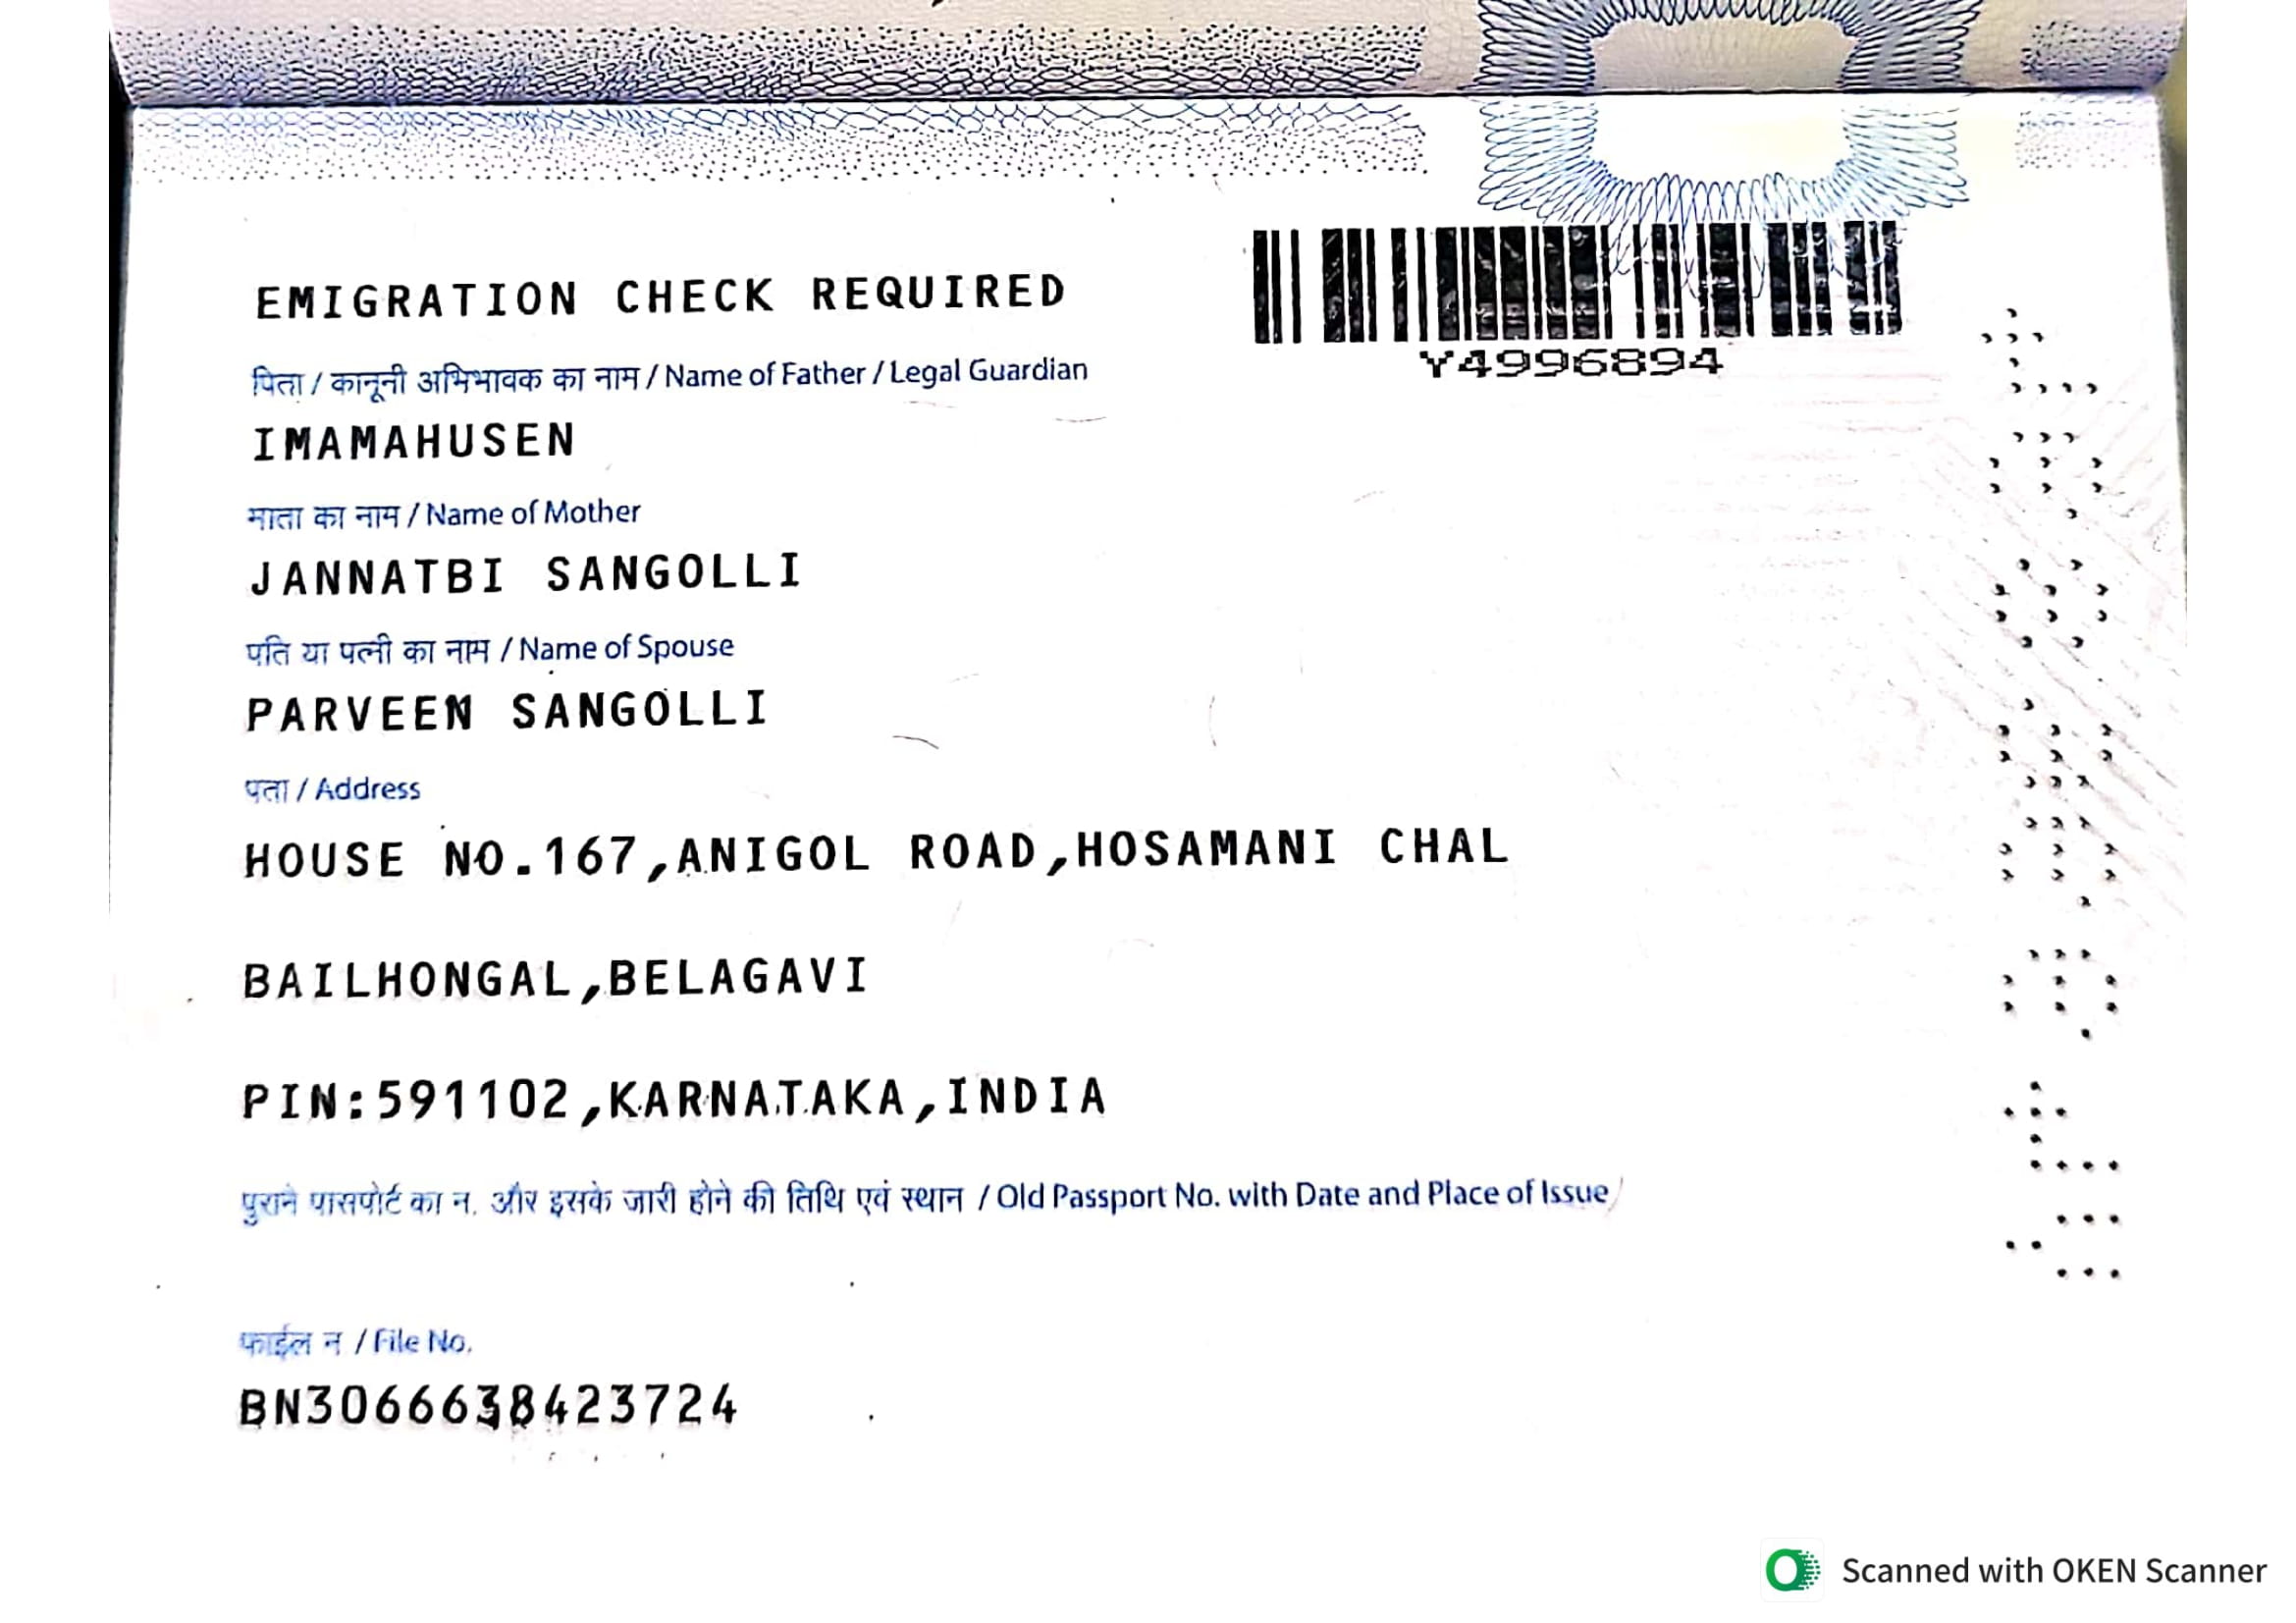 EMIGRATION CHECK REQUIRED
Y4996894
पिता / कानूनी अभिभावक का नाम / Name of Father / Legal Guardian
IMAMAHUSEN
माता का नाम / Name of Mother
JANNATBI SANGOLLI
पति या पत्नी का नाम / Name of Spouse
PARVEEN SANGOLLI
पता / Address
HOUSE NO.167,ANIGOL ROAD,HOSAMANI CHAL
BAILHONGAL,BELAGAVI
PIN:591102,KARNATAKA,INDIA
पुराने पासपोर्ट का न. और इसके जारी होने की तिथि एवं स्थान / Old Passport No. with Date and Place of Issue
फाईल न / File No.
BN3066638423724
Scanned with OKEN Scanner